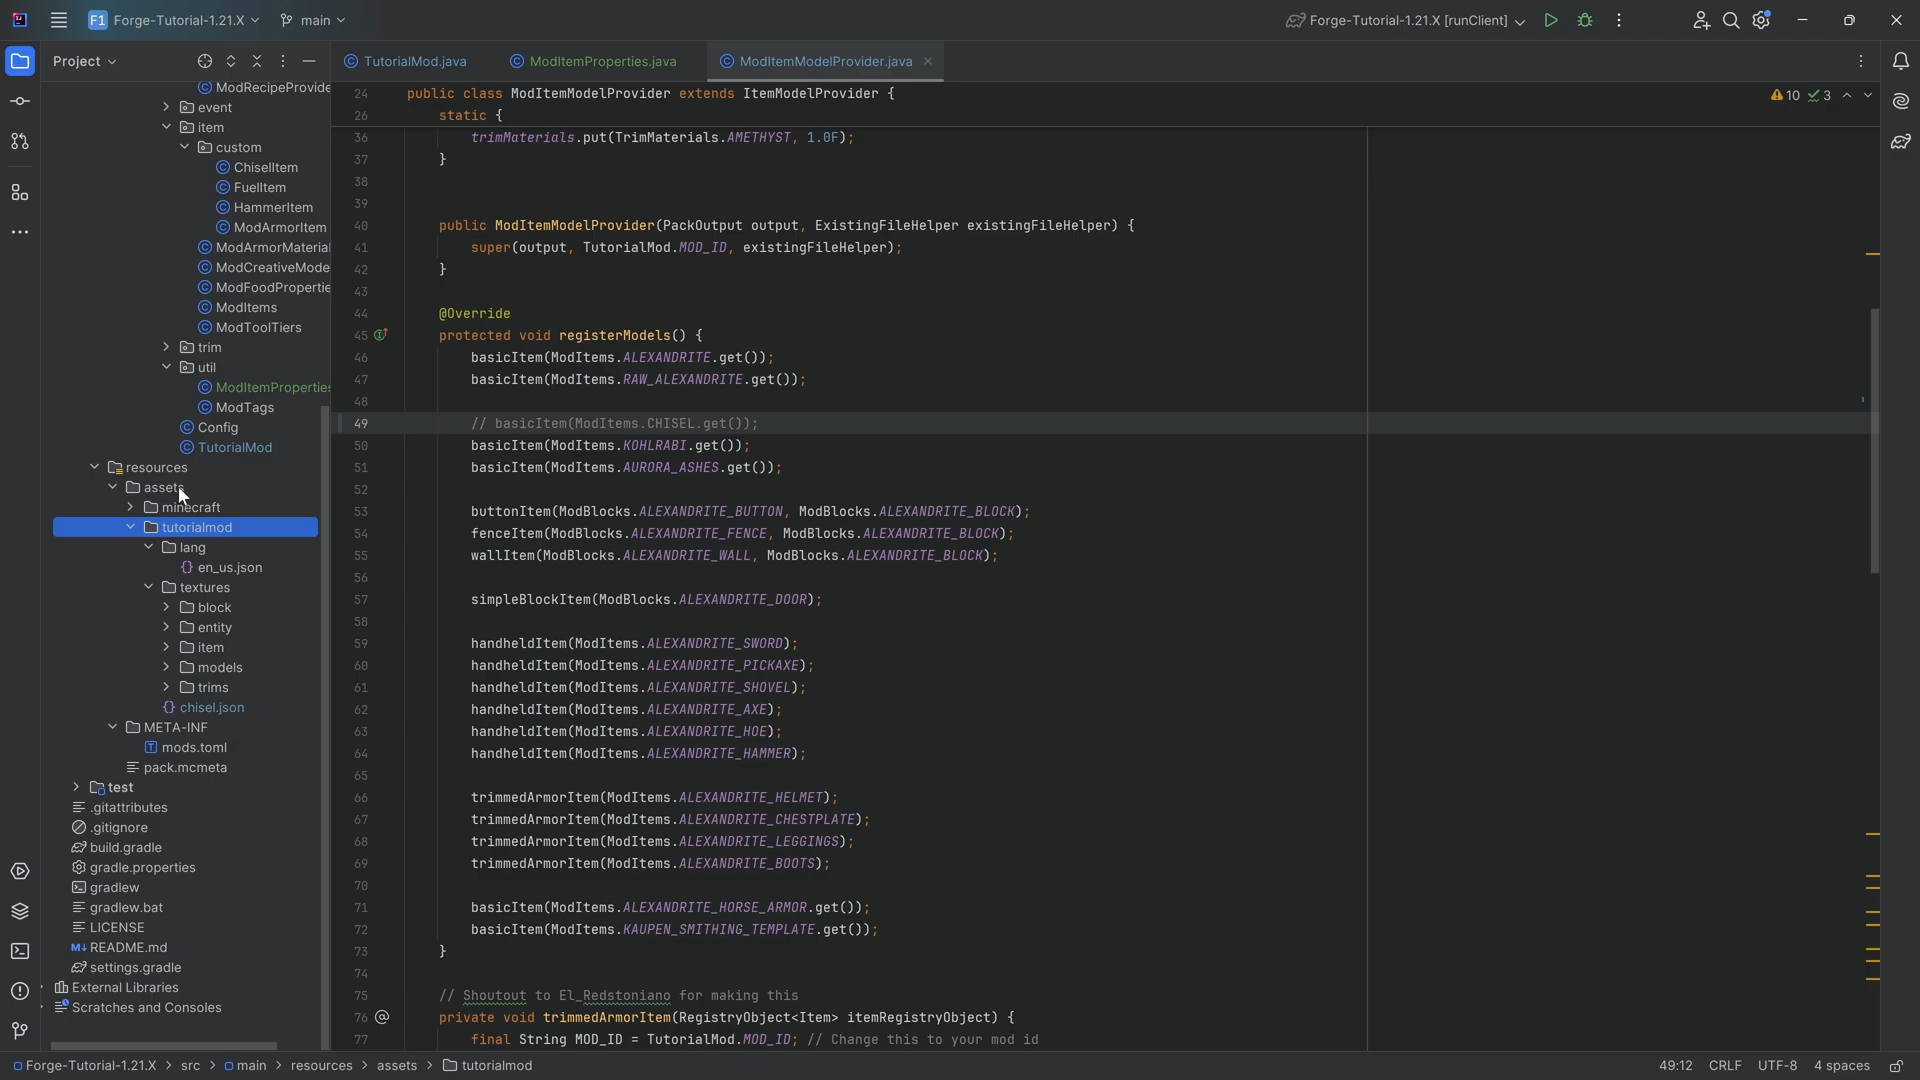 F1 Forge-Tutorial-1.21.X main
Forge-Tutorial-1.21.X [runClient]
Project
TutorialMod.java
ModItemProperties.java
ModItemModelProvider.java
ModRecipeProvide
event
item
custom
ChiselItem
FuelItem
HammerItem
ModArmorItem
ModArmorMateria
ModCreativeMode
ModFoodPropertie
ModItems
ModToolTiers
trim
util
ModItemProperties
ModTags
Config
TutorialMod
resources
assets
minecraft
tutorialmod
lang
{} en_us.json
textures
block
entity
item
models
trims
{} chisel.json
META-INF
mods.toml
pack.mcmeta
test
.gitattributes
.gitignore
build.gradle
gradle.properties
gradlew
gradlew.bat
LICENSE
README.md
settings.gradle
External Libraries
Scratches and Consoles
10 3
24 public class ModItemModelProvider extends ItemModelProvider {
26 static {
36 trimMaterials.put(TrimMaterials.AMETHYST, 1.0F);
37 }
38
39
40 public ModItemModelProvider(PackOutput output, ExistingFileHelper existingFileHelper) {
41 super(output, TutorialMod.MOD_ID, existingFileHelper);
42 }
43
44 @Override
45 protected void registerModels() {
46 basicItem(ModItems.ALEXANDRITE.get());
47 basicItem(ModItems.RAW_ALEXANDRITE.get());
48
49 // basicItem(ModItems.CHISEL.get());
50 basicItem(ModItems.KOHLRABI.get());
51 basicItem(ModItems.AURORA_ASHES.get());
52
53 buttonItem(ModBlocks.ALEXANDRITE_BUTTON, ModBlocks.ALEXANDRITE_BLOCK);
54 fenceItem(ModBlocks.ALEXANDRITE_FENCE, ModBlocks.ALEXANDRITE_BLOCK);
55 wallItem(ModBlocks.ALEXANDRITE_WALL, ModBlocks.ALEXANDRITE_BLOCK);
56
57 simpleBlockItem(ModBlocks.ALEXANDRITE_DOOR);
58
59 handheldItem(ModItems.ALEXANDRITE_SWORD);
60 handheldItem(ModItems.ALEXANDRITE_PICKAXE);
61 handheldItem(ModItems.ALEXANDRITE_SHOVEL);
62 handheldItem(ModItems.ALEXANDRITE_AXE);
63 handheldItem(ModItems.ALEXANDRITE_HOE);
64 handheldItem(ModItems.ALEXANDRITE_HAMMER);
65
66 trimmedArmorItem(ModItems.ALEXANDRITE_HELMET);
67 trimmedArmorItem(ModItems.ALEXANDRITE_CHESTPLATE);
68 trimmedArmorItem(ModItems.ALEXANDRITE_LEGGINGS);
69 trimmedArmorItem(ModItems.ALEXANDRITE_BOOTS);
70
71 basicItem(ModItems.ALEXANDRITE_HORSE_ARMOR.get());
72 basicItem(ModItems.KAUPEN_SMITHING_TEMPLATE.get());
73 }
74
75 // Shoutout to El_Redstoniano for making this
76 @ private void trimmedArmorItem(RegistryObject<Item> itemRegistryObject) {
77 final String MOD_ID = TutorialMod.MOD_ID; // Change this to your mod id
Forge-Tutorial-1.21.X > src > main > resources > assets > tutorialmod
49:12 CRLF UTF-8 4 spaces